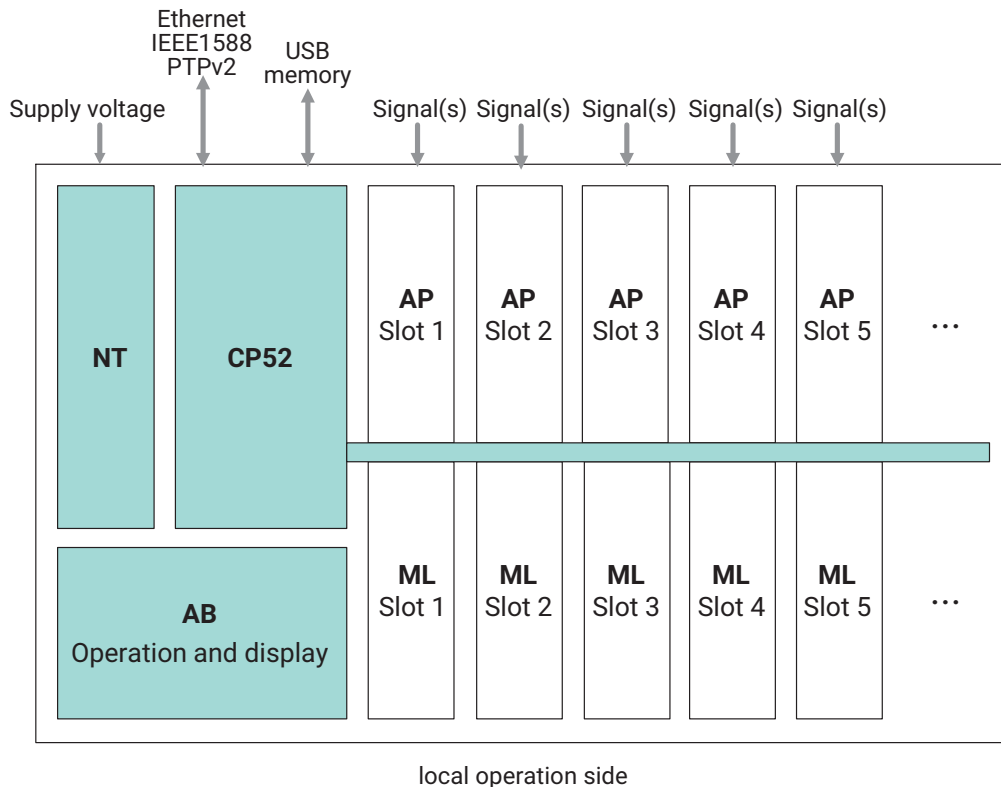 Ethernet
IEEE1588
PTPv2
USB
memory
Supply voltage
Signal(s)
Signal(s)
Signal(s)
Signal(s)
Signal(s)
NT
CP52
AP
Slot 1
AP
Slot 2
AP
Slot 3
AP
Slot 4
AP
Slot 5
...
AB
Operation and display
ML
Slot 1
ML
Slot 2
ML
Slot 3
ML
Slot 4
ML
Slot 5
...
local operation side